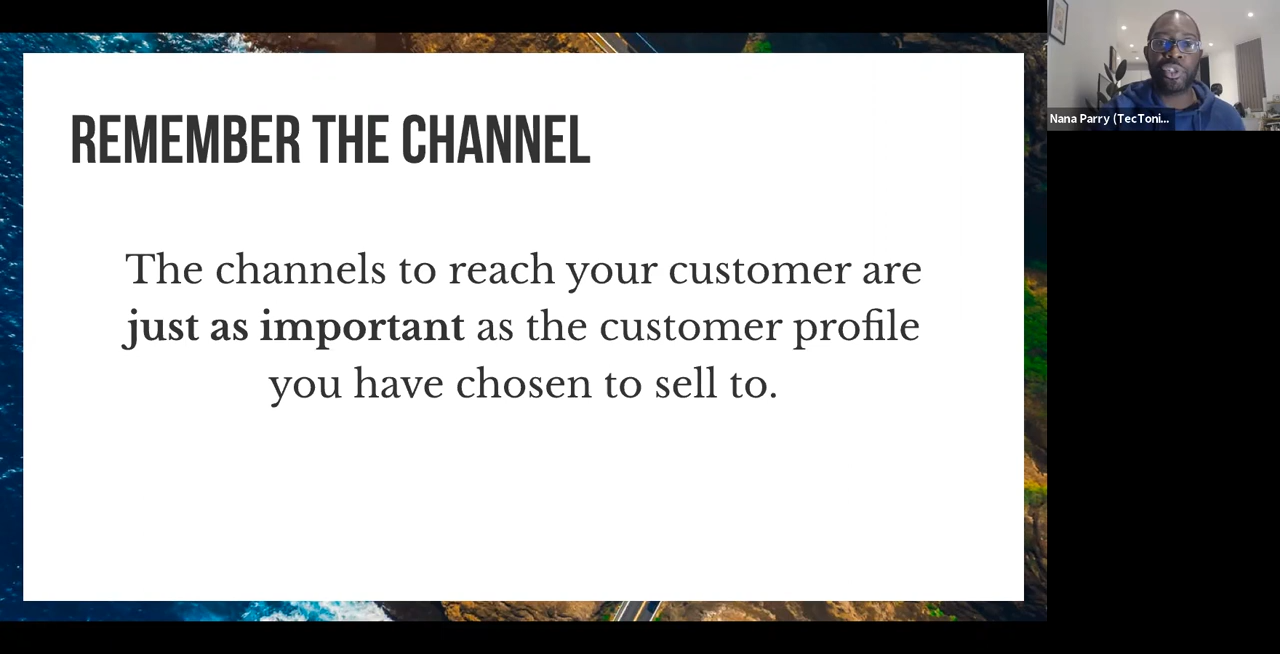 REMEMBER THE CHANNEL
The channels to reach your customer are
just as important as the customer profile
you have chosen to sell to.
Nana Parry (TecToni...